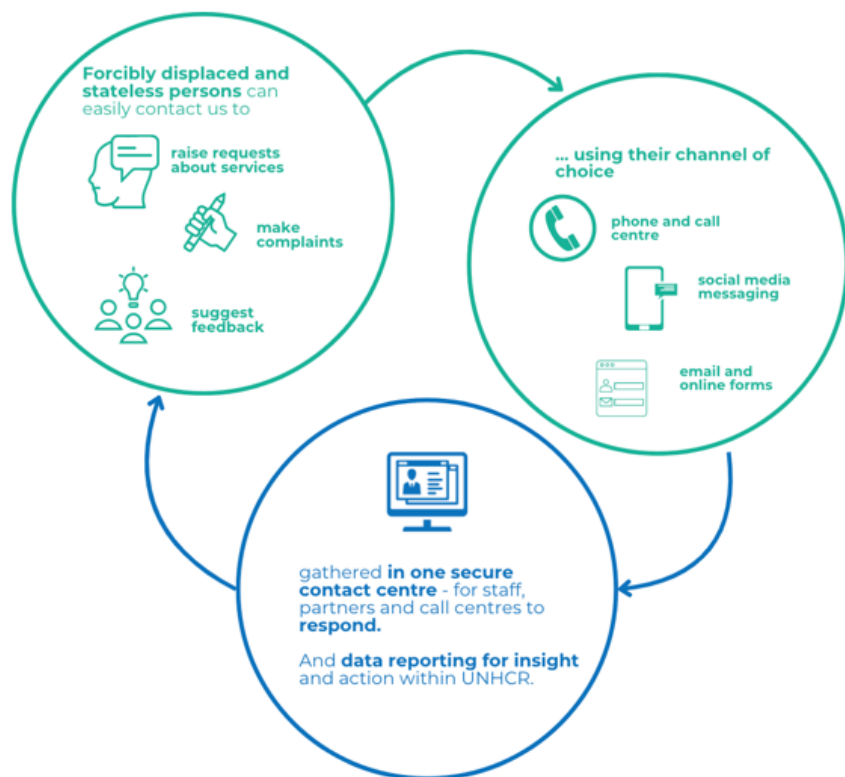 Forcibly displaced and
stateless persons can
easily contact us to
raise requests
about services
make
complaints
suggest
feedback
... using their channel of
choice
phone and call
centre
social media
messaging
email and
online forms
gathered in one secure
contact centre - for staff,
partners and call centres to
respond.
And data reporting for insight
and action within UNHCR.